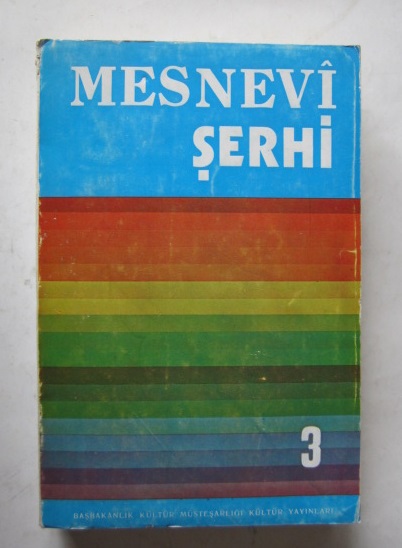 MESNEVÎ
ŞERHİ
3
BAŞBAKANLIK KÜLTÜR MÜSTEŞARLIĞI KÜLTÜR YAYINLARI